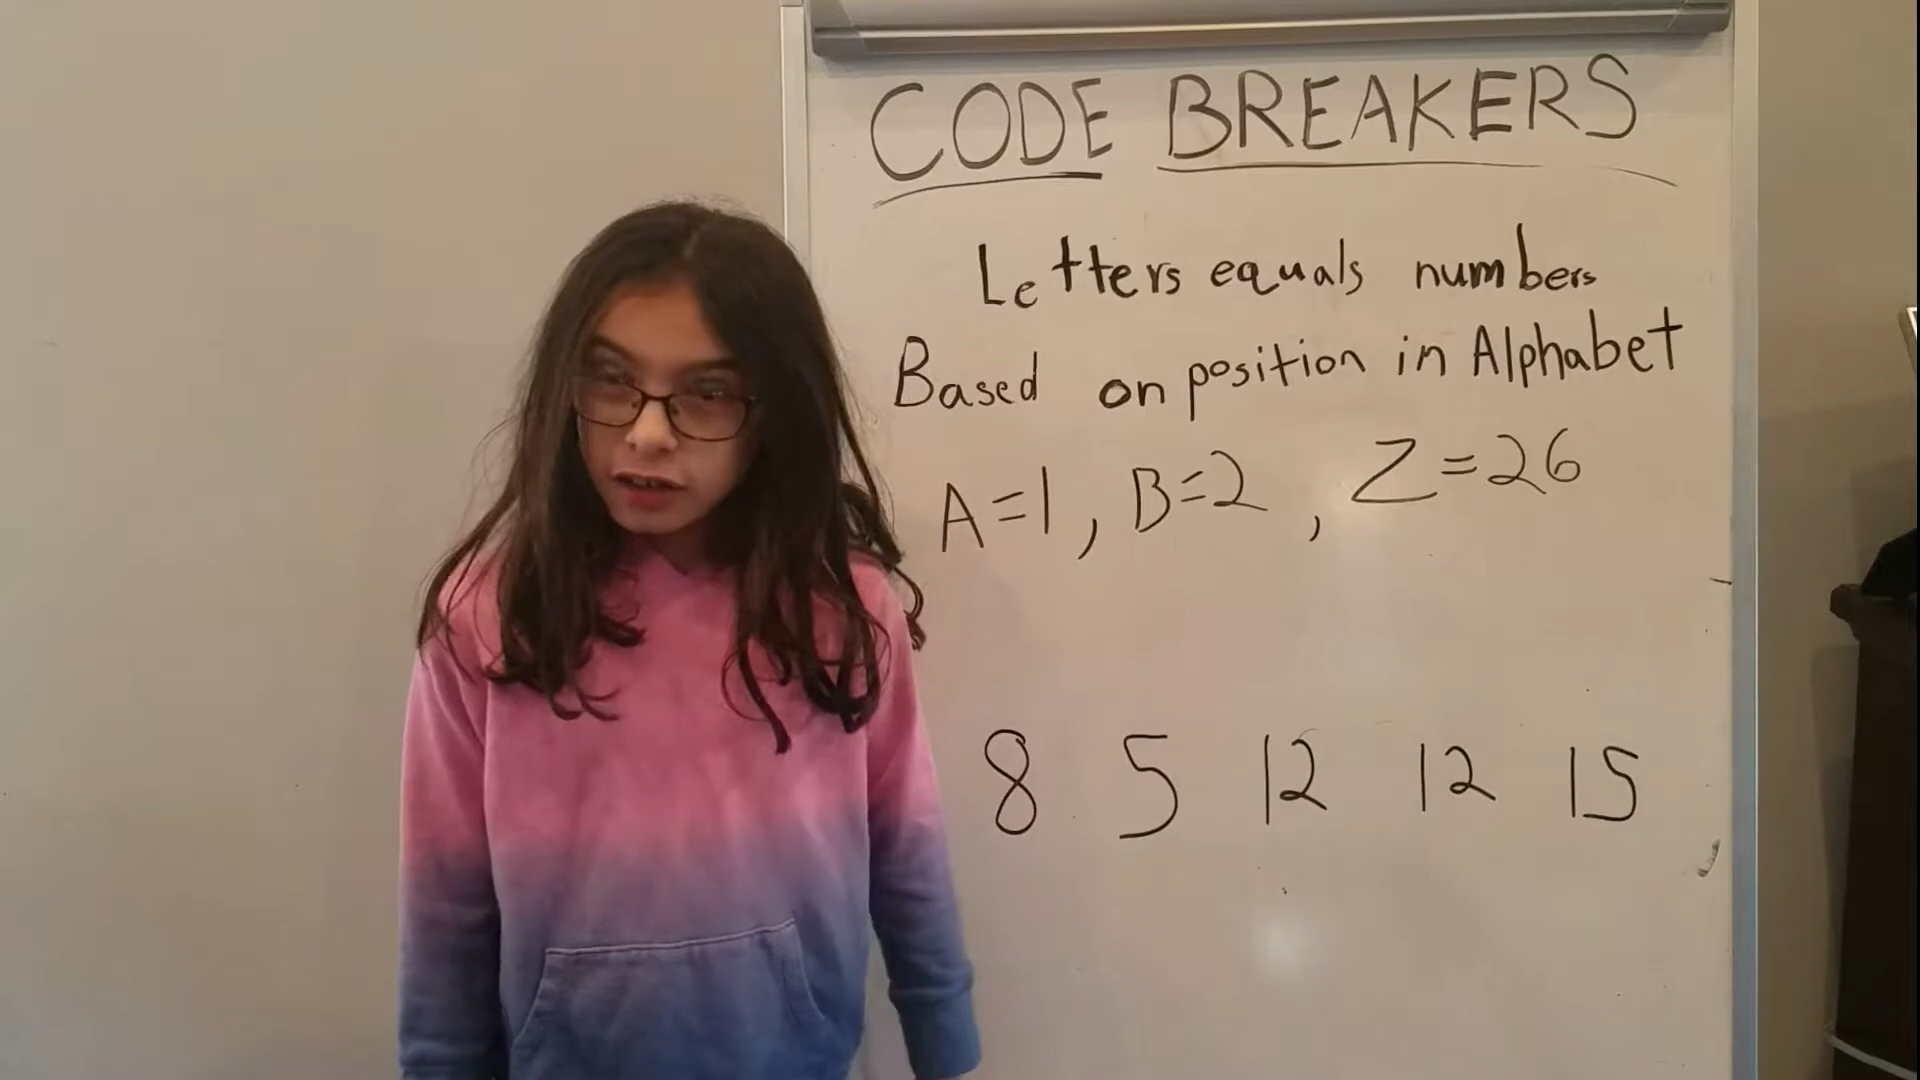 CODE BREAKERS
Letters equals numbers
Based on position in Alphabet
A=1, B=2, Z=26
8 5 12 12 15